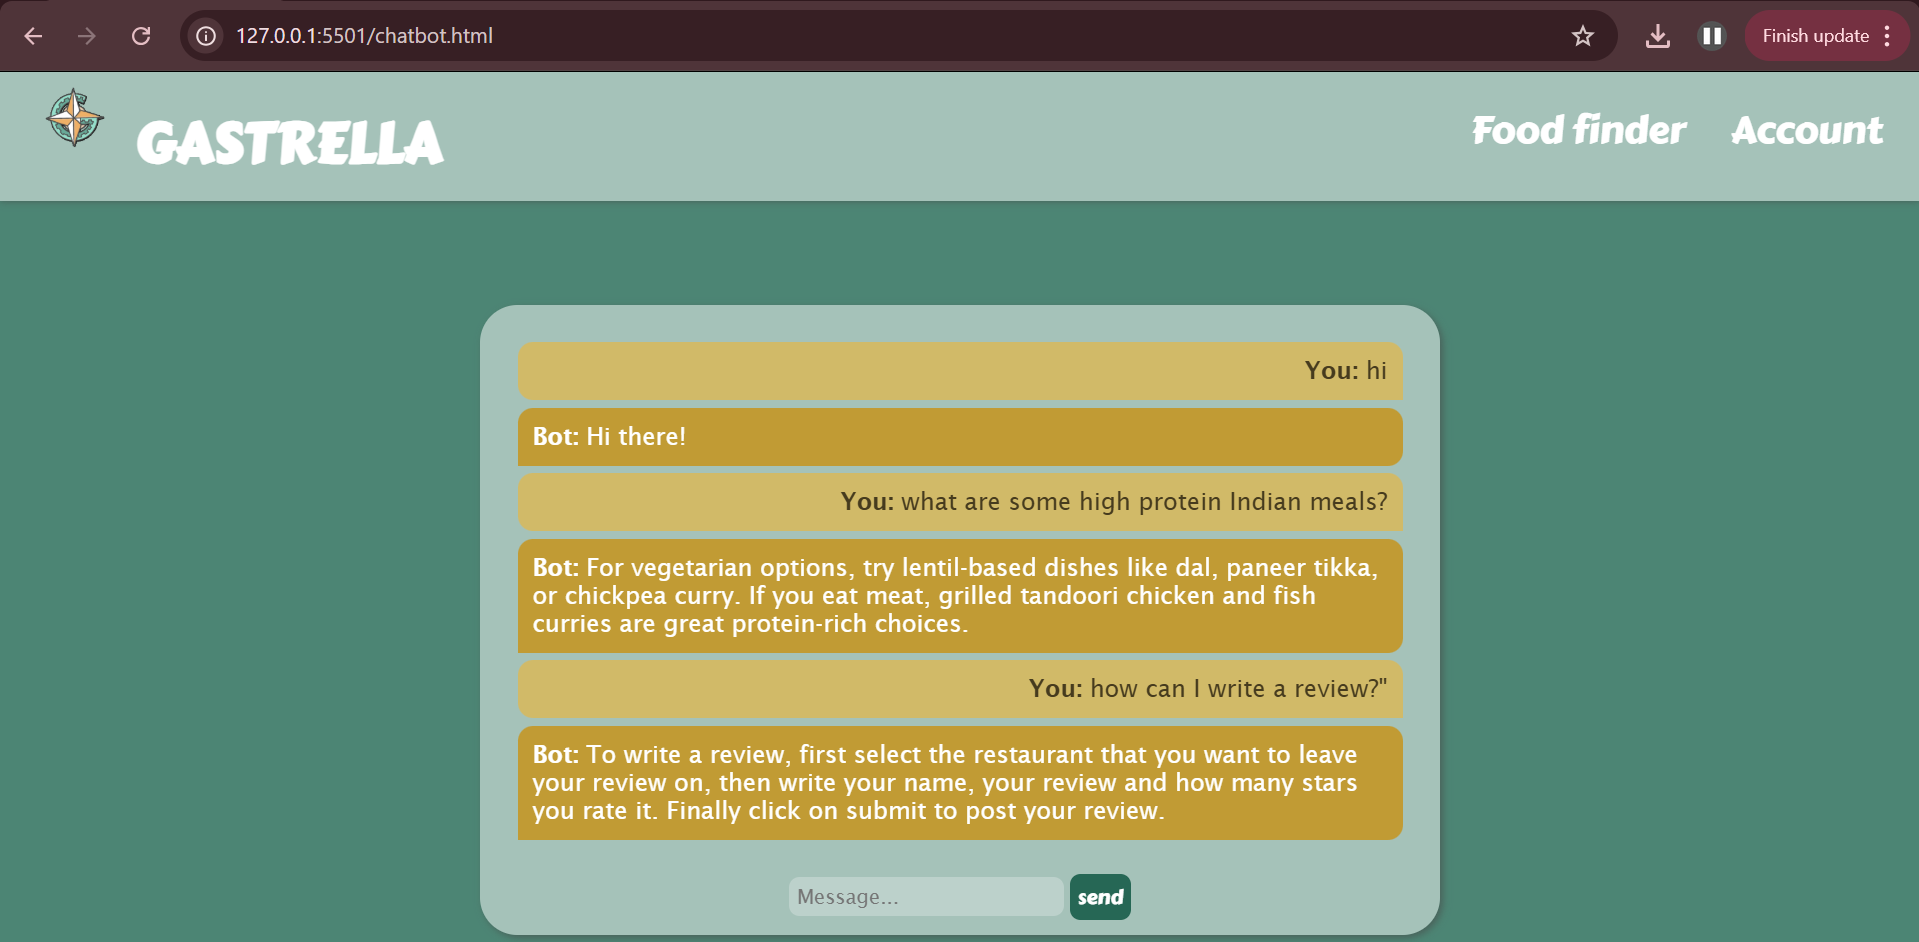 127.0.0.1:5501/chatbot.html
Finish update
GASTRELLA
Food finder
Account
You: hi
Bot: Hi there!
You: what are some high protein Indian meals?
Bot: For vegetarian options, try lentil-based dishes like dal, paneer tikka,
or chickpea curry. If you eat meat, grilled tandoori chicken and fish
curries are great protein-rich choices.
You: how can I write a review?"
Bot: To write a review, first select the restaurant that you want to leave
your review on, then write your name, your review and how many stars
you rate it. Finally click on submit to post your review.
Message...
send